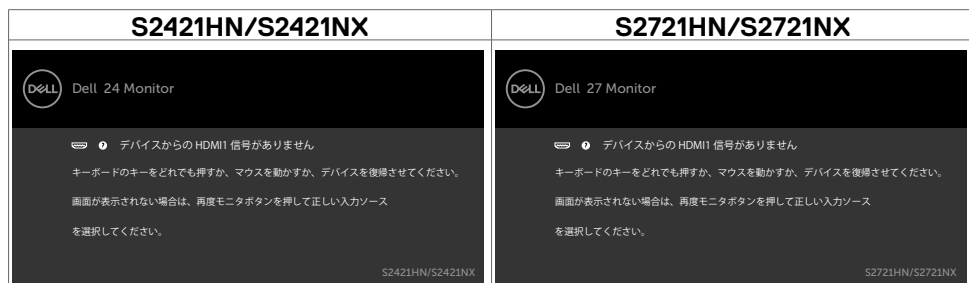 S2421HN/S2421NX
DELL Dell 24 Monitor
デバイスからの HDMI1 信号がありません
キーボードのキーをどれでも押すか、マウスを動かすか、デバイスを復帰させてください。
画面が表示されない場合は、再度モニタボタンを押して正しい入力ソース
を選択してください。
S2421HN/S2421NX
S2721HN/S2721NX
DELL Dell 27 Monitor
デバイスからの HDMI1 信号がありません
キーボードのキーをどれでも押すか、マウスを動かすか、デバイスを復帰させてください。
画面が表示されない場合は、再度モニタボタンを押して正しい入力ソース
を選択してください。
S2721HN/S2721NX